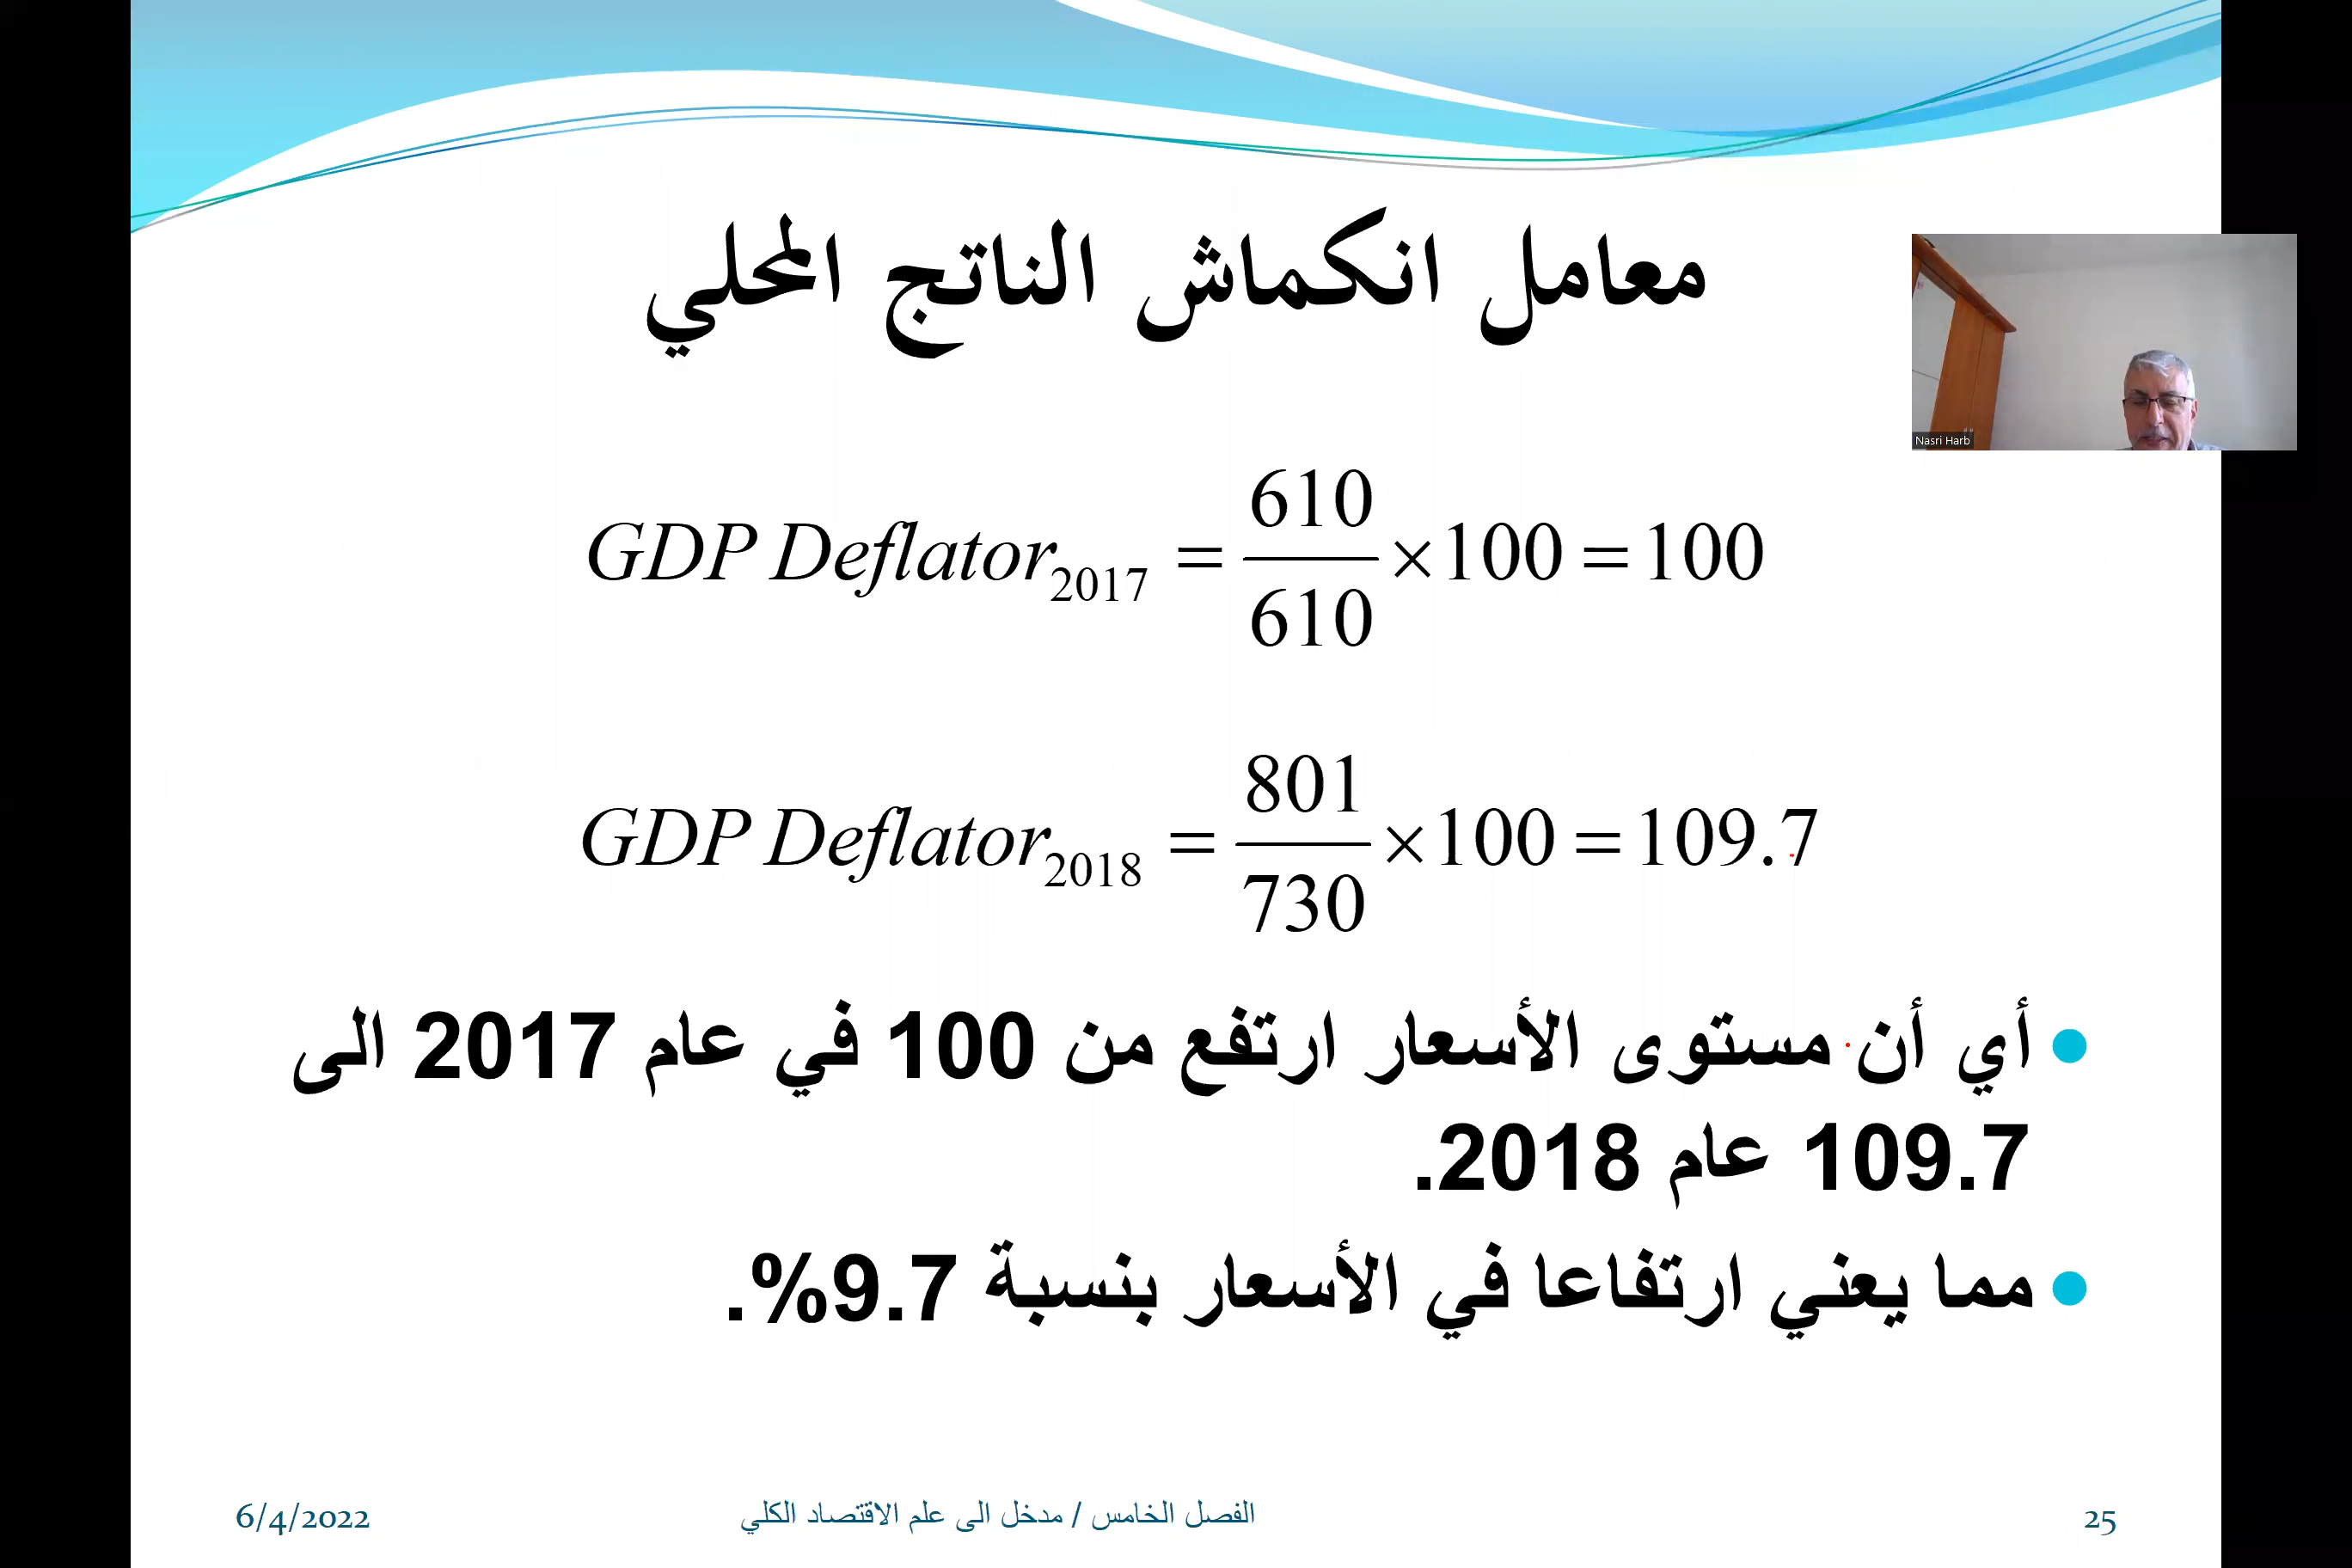 معامل انكماش الناتج المحلي
Nasri Harb
GDP Deflator2017 = 610/610 ×100 = 100
GDP Deflator2018 = 801/730 ×100 = 109.7
• أي أن مستوى الأسعار ارتفع من 100 في عام 2017 الى
109.7 عام 2018.
• مما يعني ارتفاعا في الأسعار بنسبة 9.7%.
6/4/2022
الفصل الخامس / مدخل الى علم الاقتصاد الكلي
25